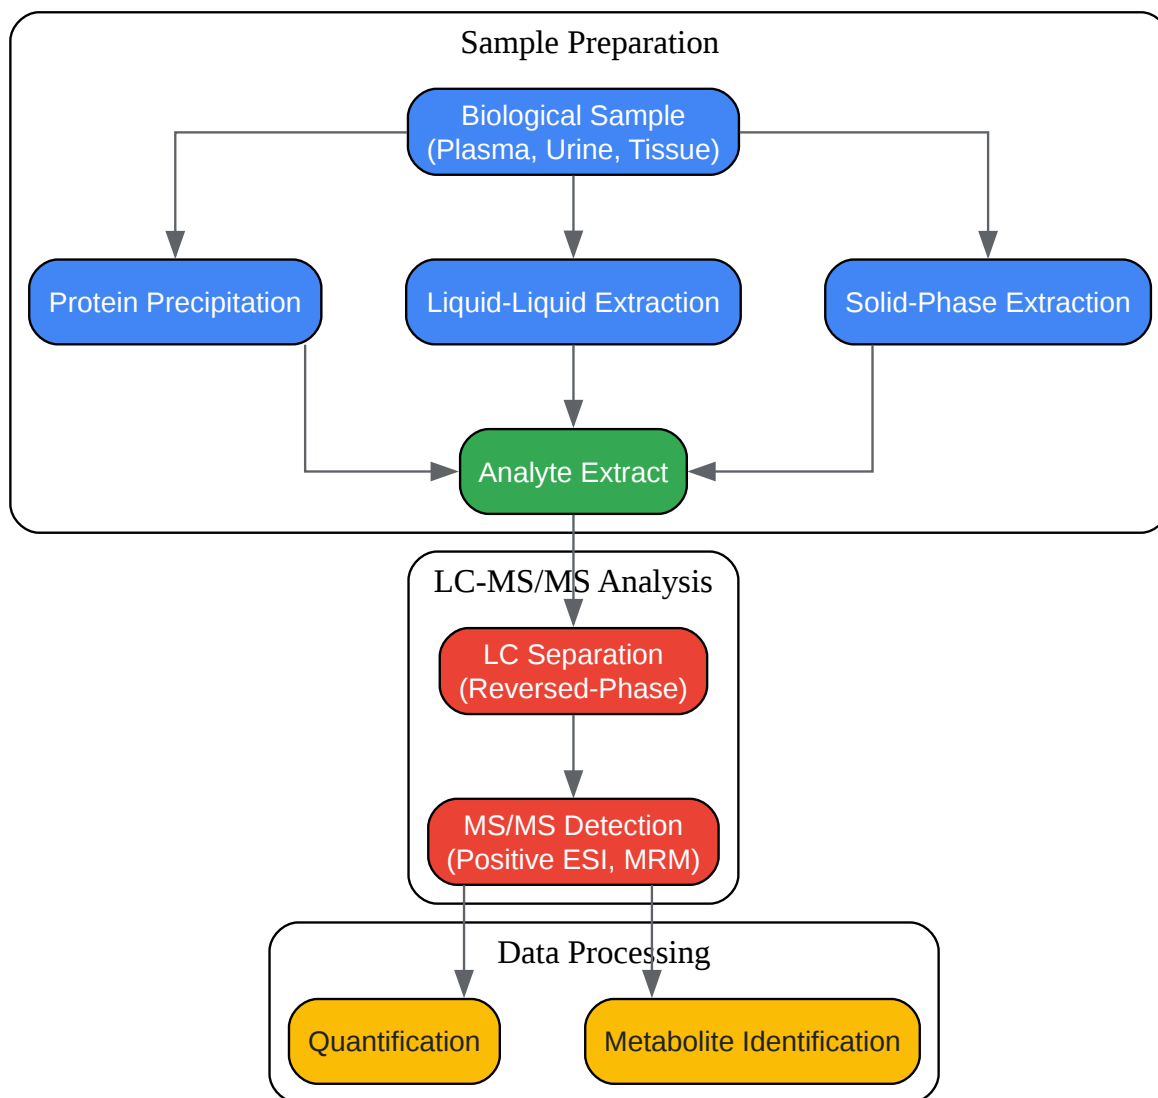 Sample Preparation
Biological Sample
(Plasma, Urine, Tissue)
Protein Precipitation
Liquid-Liquid Extraction
Solid-Phase Extraction
Analyte Extract
LC-MS/MS Analysis
LC Separation
(Reversed-Phase)
MS/MS Detection
(Positive ESI, MRM)
Data Processing
Quantification
Metabolite Identification